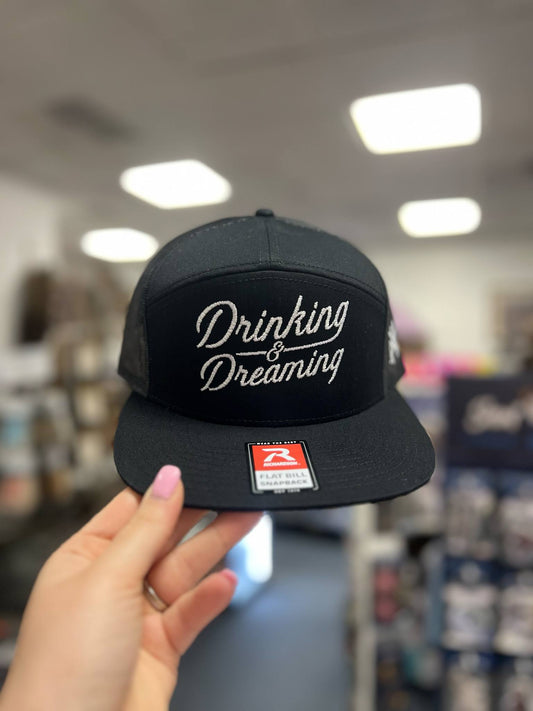 Drinking
&
Dreaming
RICHARDSON
FLAT BILL
SNAPBACK